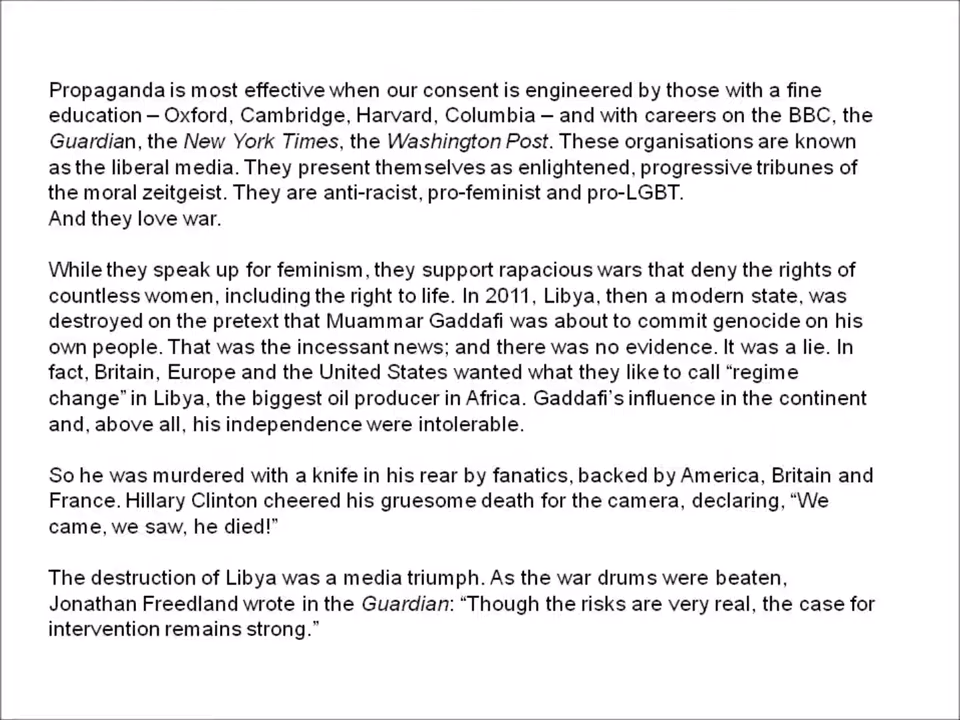 Propaganda is most effective when our consent is engineered by those with a fine
education – Oxford, Cambridge, Harvard, Columbia – and with careers on the BBC, the
Guardian, the New York Times, the Washington Post. These organisations are known
as the liberal media. They present themselves as enlightened, progressive tribunes of
the moral zeitgeist. They are anti-racist, pro-feminist and pro-LGBT.
And they love war.
While they speak up for feminism, they support rapacious wars that deny the rights of
countless women, including the right to life. In 2011, Libya, then a modern state, was
destroyed on the pretext that Muammar Gaddafi was about to commit genocide on his
own people. That was the incessant news; and there was no evidence. It was a lie. In
fact, Britain, Europe and the United States wanted what they like to call “regime
change” in Libya, the biggest oil producer in Africa. Gaddafi’s influence in the continent
and, above all, his independence were intolerable.
So he was murdered with a knife in his rear by fanatics, backed by America, Britain and
France. Hillary Clinton cheered his gruesome death for the camera, declaring, “We
came, we saw, he died!”
The destruction of Libya was a media triumph. As the war drums were beaten,
Jonathan Freedland wrote in the Guardian: “Though the risks are very real, the case for
intervention remains strong.”